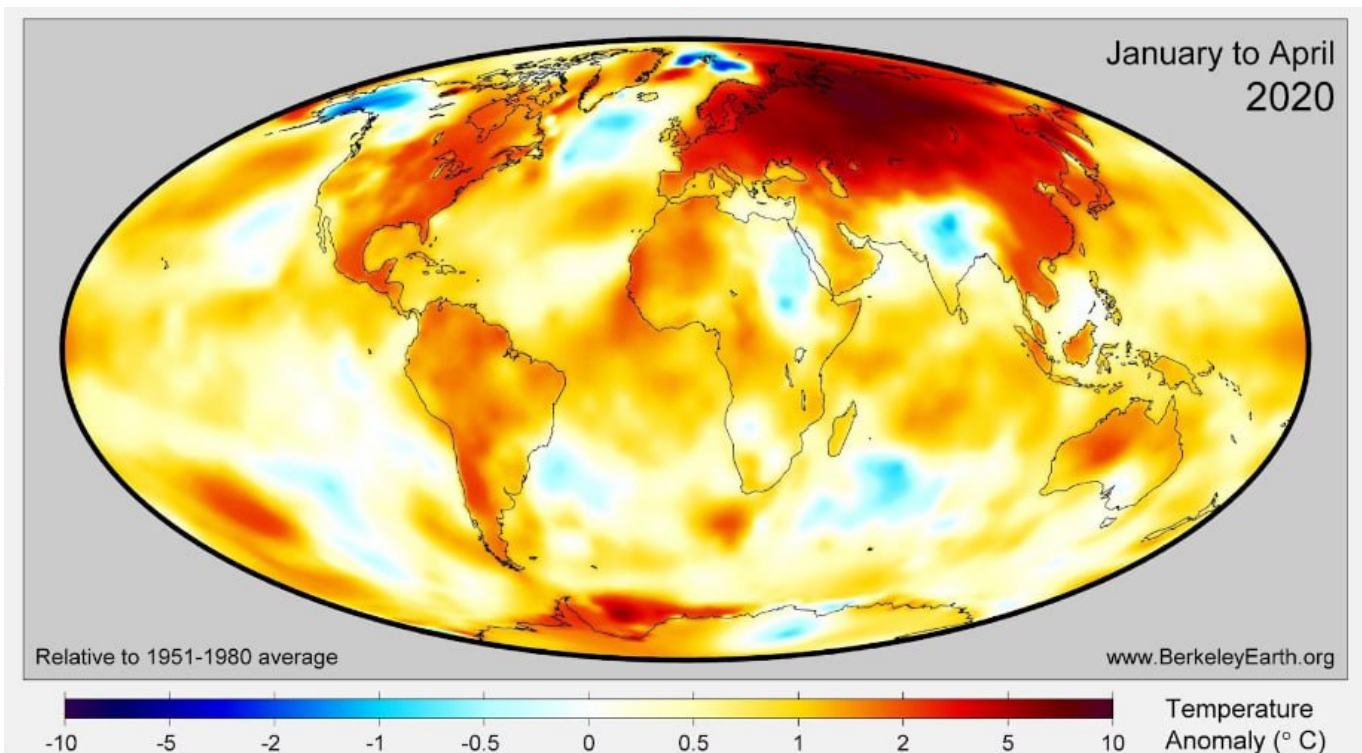 January to April
2020
Relative to 1951-1980 average
www.BerkeleyEarth.org
-10 -5 -2 -1 -0.5 0 0.5 1 2 5 10
Temperature
Anomaly (° C)